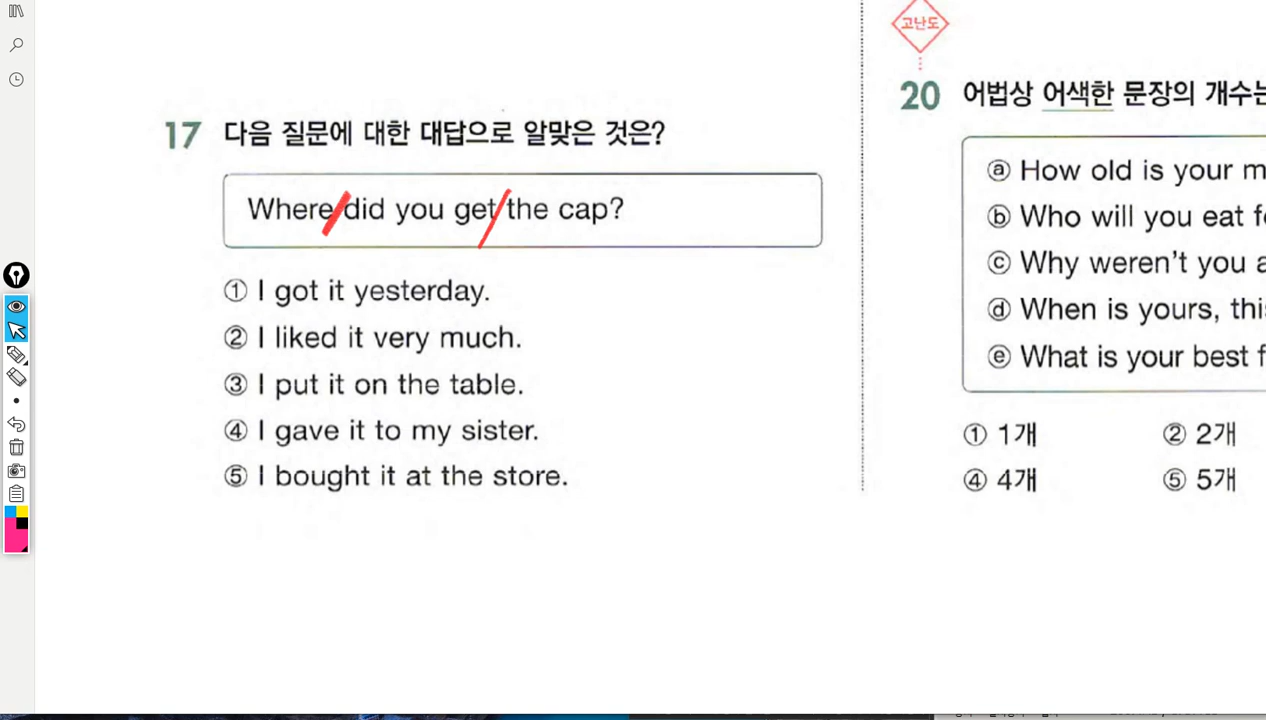 고난도
17 다음 질문에 대한 대답으로 알맞은 것은?
Where did you get the cap?
① I got it yesterday.
② I liked it very much.
③ I put it on the table.
④ I gave it to my sister.
⑤ I bought it at the store.
20 어법상 어색한 문장의 개수는
ⓐ How old is your m
ⓑ Who will you eat f
ⓒ Why weren't you a
ⓓ When is yours, this
ⓔ What is your best f
① 1개 ② 2개
④ 4개 ⑤ 5개